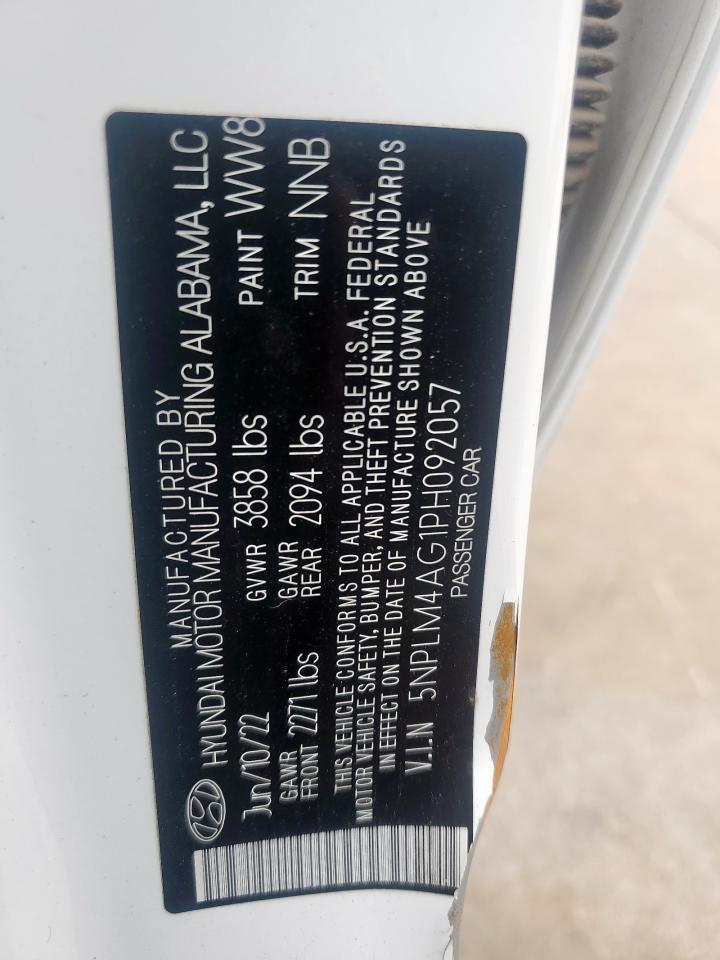 MANUFACTURED BY
HYUNDAI MOTOR MANUFACTURING ALABAMA, LLC
Jun/10/22 GVWR 3858 lbs PAINT WW8
GAWR FRONT 2271 lbs GAWR REAR 2094 lbs TRIM NNB
THIS VEHICLE CONFORMS TO ALL APPLICABLE U.S.A. FEDERAL
MOTOR VEHICLE SAFETY, BUMPER, AND THEFT PREVENTION STANDARDS
IN EFFECT ON THE DATE OF MANUFACTURE SHOWN ABOVE
V.I.N 5NPLM4AG1PH092057
PASSENGER CAR